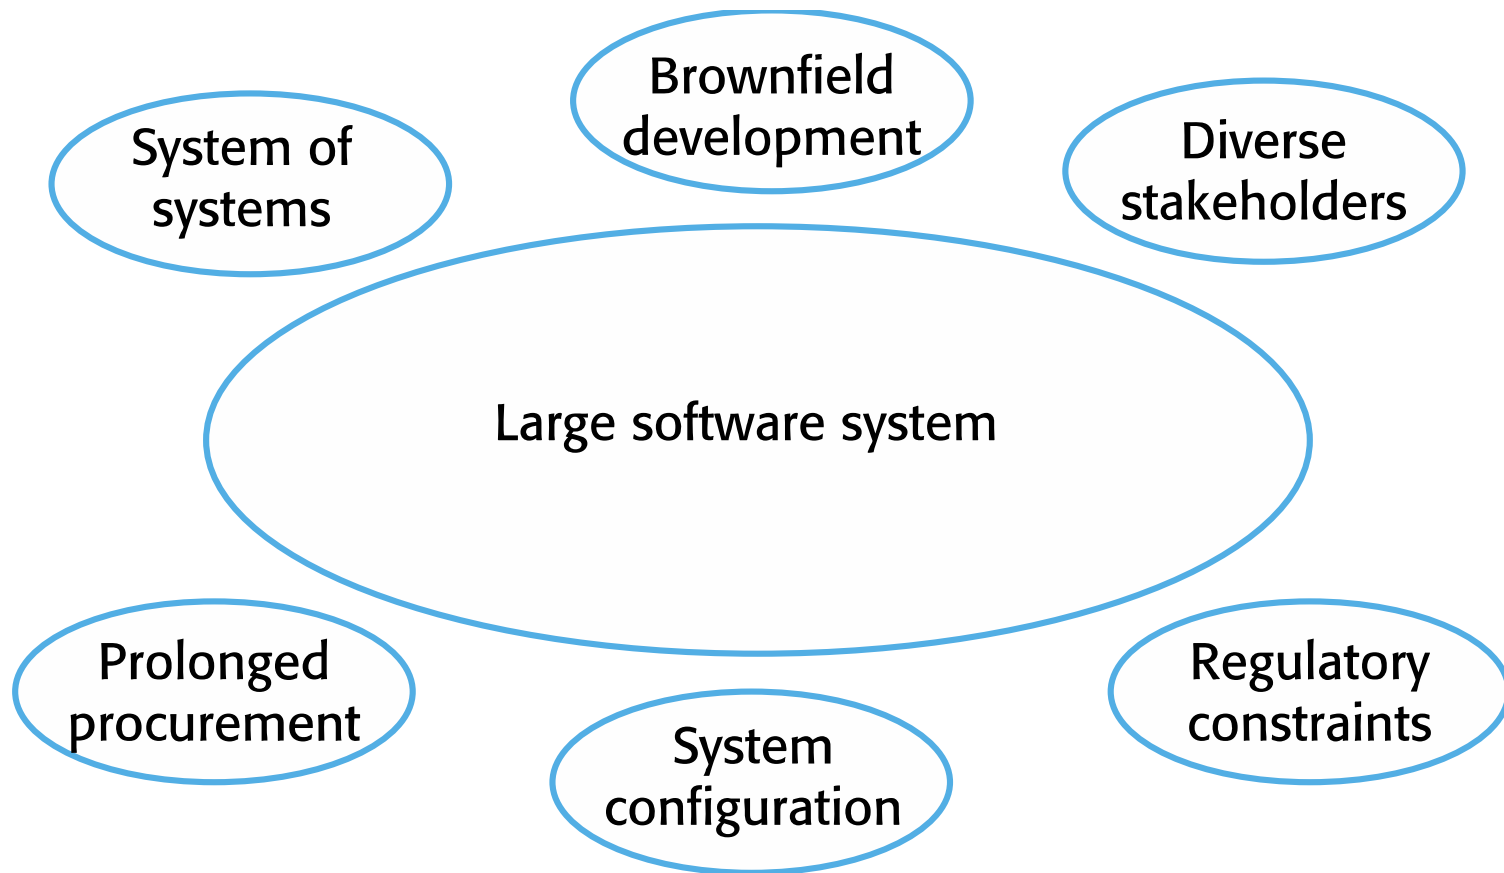 Brownfield
development
System of
systems
Diverse
stakeholders
Large software system
Prolonged
procurement
System
configuration
Regulatory
constraints